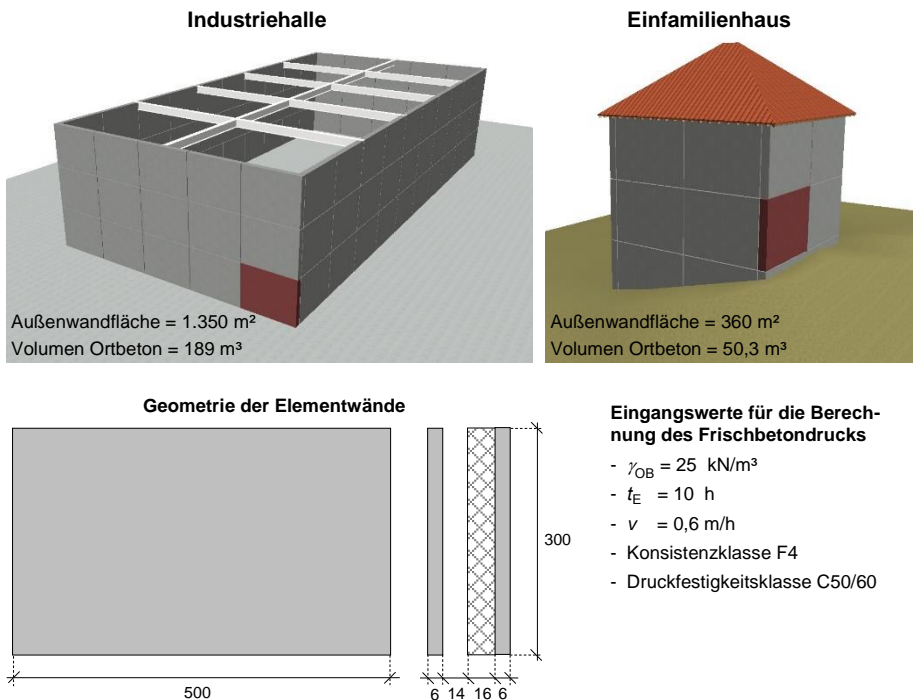 Industriehalle
Einfamilienhaus
Außenwandfläche = 1.350 m²
Volumen Ortbeton = 189 m³
Außenwandfläche = 360 m²
Volumen Ortbeton = 50,3 m³
Geometrie der Elementwände
300
500
6 14 16 6
Eingangswerte für die Berech-
nung des Frischbetondrucks
- γOB = 25 kN/m³
- tE = 10 h
- v = 0,6 m/h
- Konsistenzklasse F4
- Druckfestigkeitsklasse C50/60